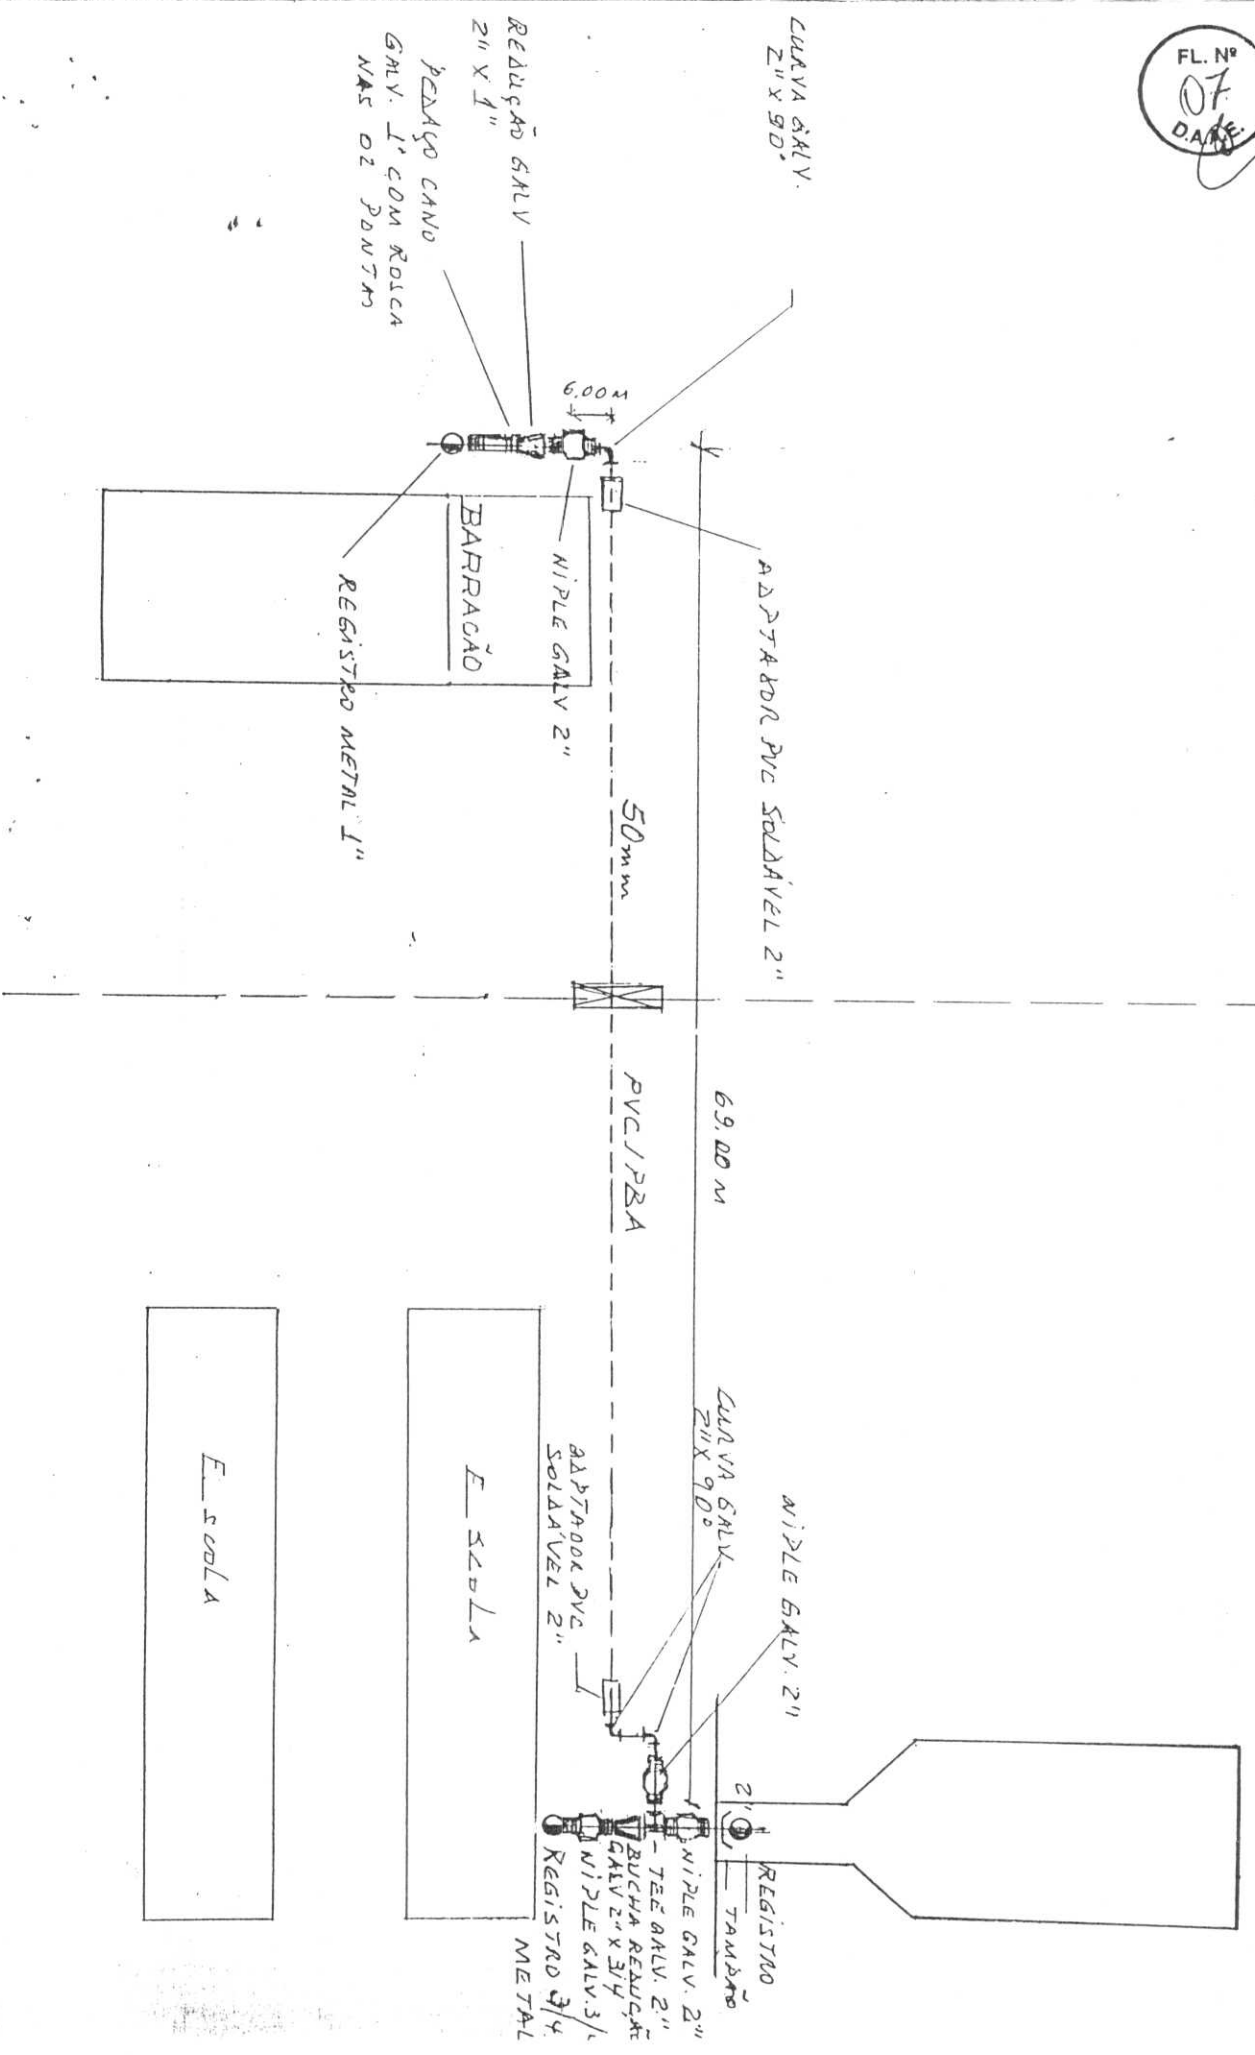 FL. Nº
07
D.A.A.E.
CURVA GALV.
2" X 90°
REDUÇÃO GALV
2" X 1"
PEDAÇO CANO
GALV. 1" COM ROSCA
NAS 02 PONTAS
6.00 M
ADPTADOR PVC SOLDÁVEL 2"
NIPLE GALV 2"
BARRACÃO
REGISTRO METAL 1"
50mm
PVC/PBA
69.00 M
CURVA GALV.
2" X 90°
NIPLE GALV. 2"
ADPTADOR PVC
SOLDÁVEL 2"
ESCOLA
ESCOLA
2"
REGISTRO
TAMPÃO
NIPLE GALV. 2"
TEE GALV. 2"
BUCHA REDUÇÃO
GALV 2" X 3/4
NIPLE GALV. 3/4
REGISTRO 3/4
METAL